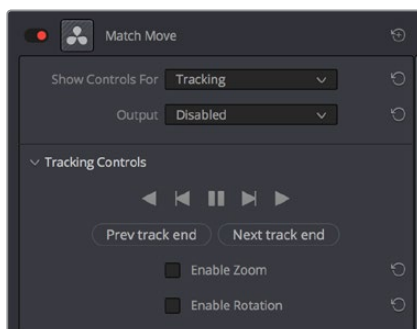 Match Move
Show Controls For Tracking
Output Disabled
Tracking Controls
Prev track end Next track end
Enable Zoom
Enable Rotation